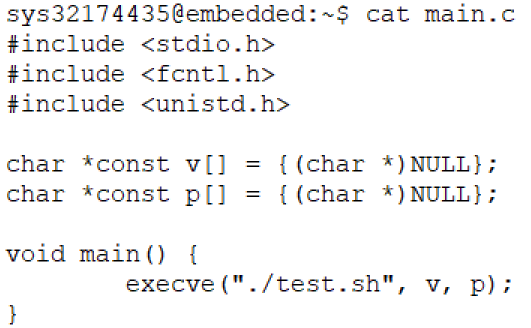 sys32174435@embedded:~$ cat main.c
#include <stdio.h>
#include <fcntl.h>
#include <unistd.h>
char *const v[] = {(char *)NULL};
char *const p[] = {(char *)NULL};
void main() {
execve("./test.sh", v, p);
}